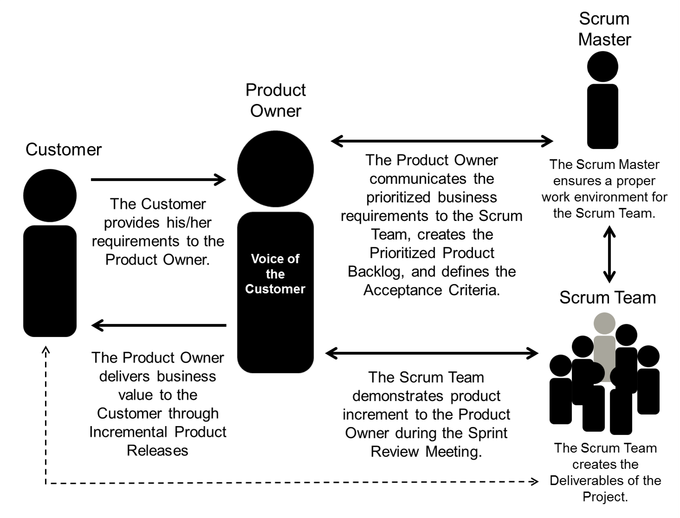 Scrum
Master
Product
Owner
Customer
The Customer
provides his/her
requirements to the
Product Owner.
Voice of
the
Customer
The Product Owner
communicates the
prioritized business
requirements to the Scrum
Team, creates the
Prioritized Product
Backlog, and defines the
Acceptance Criteria.
The Scrum Master
ensures a proper
work environment for
the Scrum Team.
Scrum Team
The Product Owner
delivers business
value to the
Customer through
Incremental Product
Releases
The Scrum Team
demonstrates product
increment to the Product
Owner during the Sprint
Review Meeting.
The Scrum Team
creates the
Deliverables of the
Project.